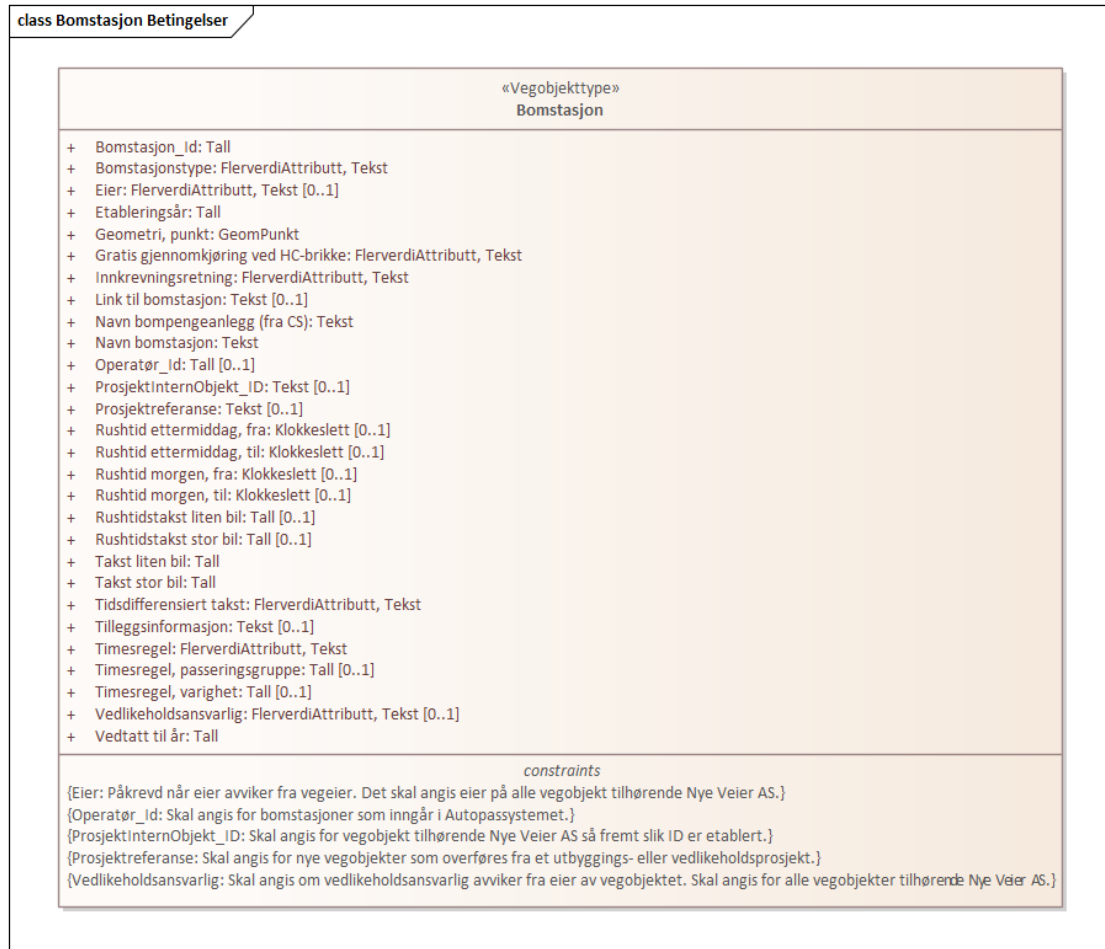 class Bomstasjon Betingelser
«Vegobjekttype»
Bomstasjon
+ Bomstasjon_Id: Tall
+ Bomstasjonstype: FlerverdiAttributt, Tekst
+ Eier: FlerverdiAttributt, Tekst [0..1]
+ Etableringsår: Tall
+ Geometri, punkt: GeomPunkt
+ Gratis gjennomkjøring ved HC-brikke: FlerverdiAttributt, Tekst
+ Innkrevningsretning: FlerverdiAttributt, Tekst
+ Link til bomstasjon: Tekst [0..1]
+ Navn bompengeanlegg (fra CS): Tekst
+ Navn bomstasjon: Tekst
+ Operatør_Id: Tall [0..1]
+ ProsjektInternObjekt_ID: Tekst [0..1]
+ Prosjektreferanse: Tekst [0..1]
+ Rushtid ettermiddag, fra: Klokkeslett [0..1]
+ Rushtid ettermiddag, til: Klokkeslett [0..1]
+ Rushtid morgen, fra: Klokkeslett [0..1]
+ Rushtid morgen, til: Klokkeslett [0..1]
+ Rushtidstakst liten bil: Tall [0..1]
+ Rushtidstakst stor bil: Tall [0..1]
+ Takst liten bil: Tall
+ Takst stor bil: Tall
+ Tidsdifferensiert takst: FlerverdiAttributt, Tekst
+ Tilleggsinformasjon: Tekst [0..1]
+ Timesregel: FlerverdiAttributt, Tekst
+ Timesregel, passeringsgruppe: Tall [0..1]
+ Timesregel, varighet: Tall [0..1]
+ Vedlikeholdsansvarlig: FlerverdiAttributt, Tekst [0..1]
+ Vedtatt til år: Tall
constraints
{Eier: Påkrevd når eier avviker fra vegeier. Det skal angis eier på alle vegobjekt tilhørende Nye Veier AS.}
{Operatør_Id: Skal angis for bomstasjoner som inngår i Autopassystemet.}
{ProsjektInternObjekt_ID: Skal angis for vegobjekt tilhørende Nye Veier AS så fremt slik ID er etablert.}
{Prosjektreferanse: Skal angis for nye vegobjekter som overføres fra et utbyggings- eller vedlikeholdsprosjekt.}
{Vedlikeholdsansvarlig: Skal angis om vedlikeholdsansvarlig avviker fra eier av vegobjektet. Skal angis for alle vegobjekter tilhørende Nye Veier AS.}